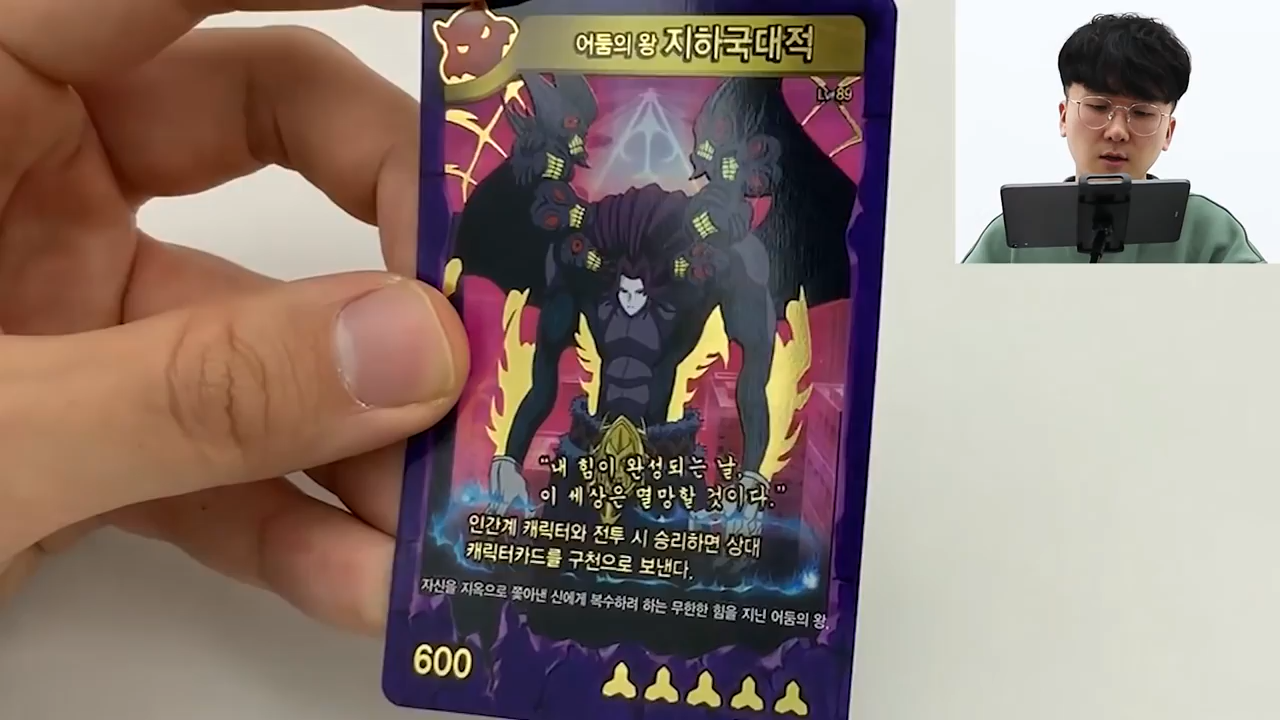 어둠의 왕 지하국대적
Lv.89
“내 힘이 완성되는 날,
이 세상은 멸망할 것이다.”
인간계 캐릭터와 전투 시 승리하면 상대
캐릭터카드를 구천으로 보낸다.
자신을 지옥으로 쫓아낸 신에게 복수하려 하는 무한한 힘을 지닌 어둠의 왕.
600